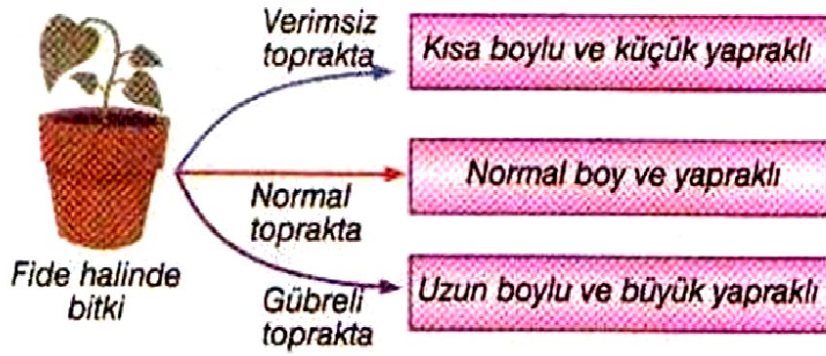 Verimsiz
toprakta
Kısa boylu ve küçük yapraklı
Normal
toprakta
Normal boy ve yapraklı
Fide halinde
bitki
Gübreli
toprakta
Uzun boylu ve büyük yapraklı